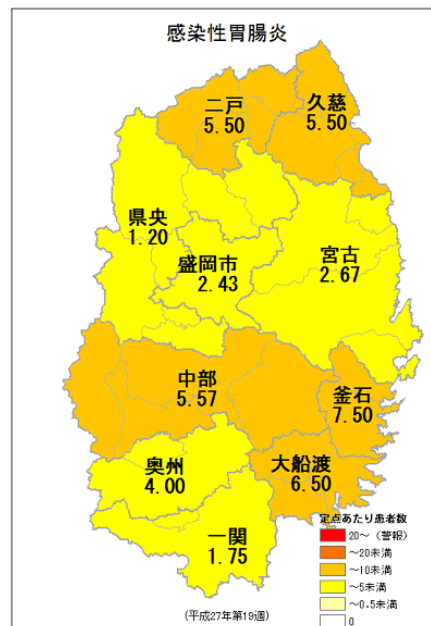 感染性胃腸炎
二戸
5.50
久慈
5.50
県央
1.20
盛岡市
2.43
宮古
2.67
中部
5.57
釜石
7.50
奥州
4.00
大船渡
6.50
一関
1.75
定点あたり患者数
20～（警報）
～20未満
～10未満
～5未満
～0.5未満
0
(平成27年第19週)